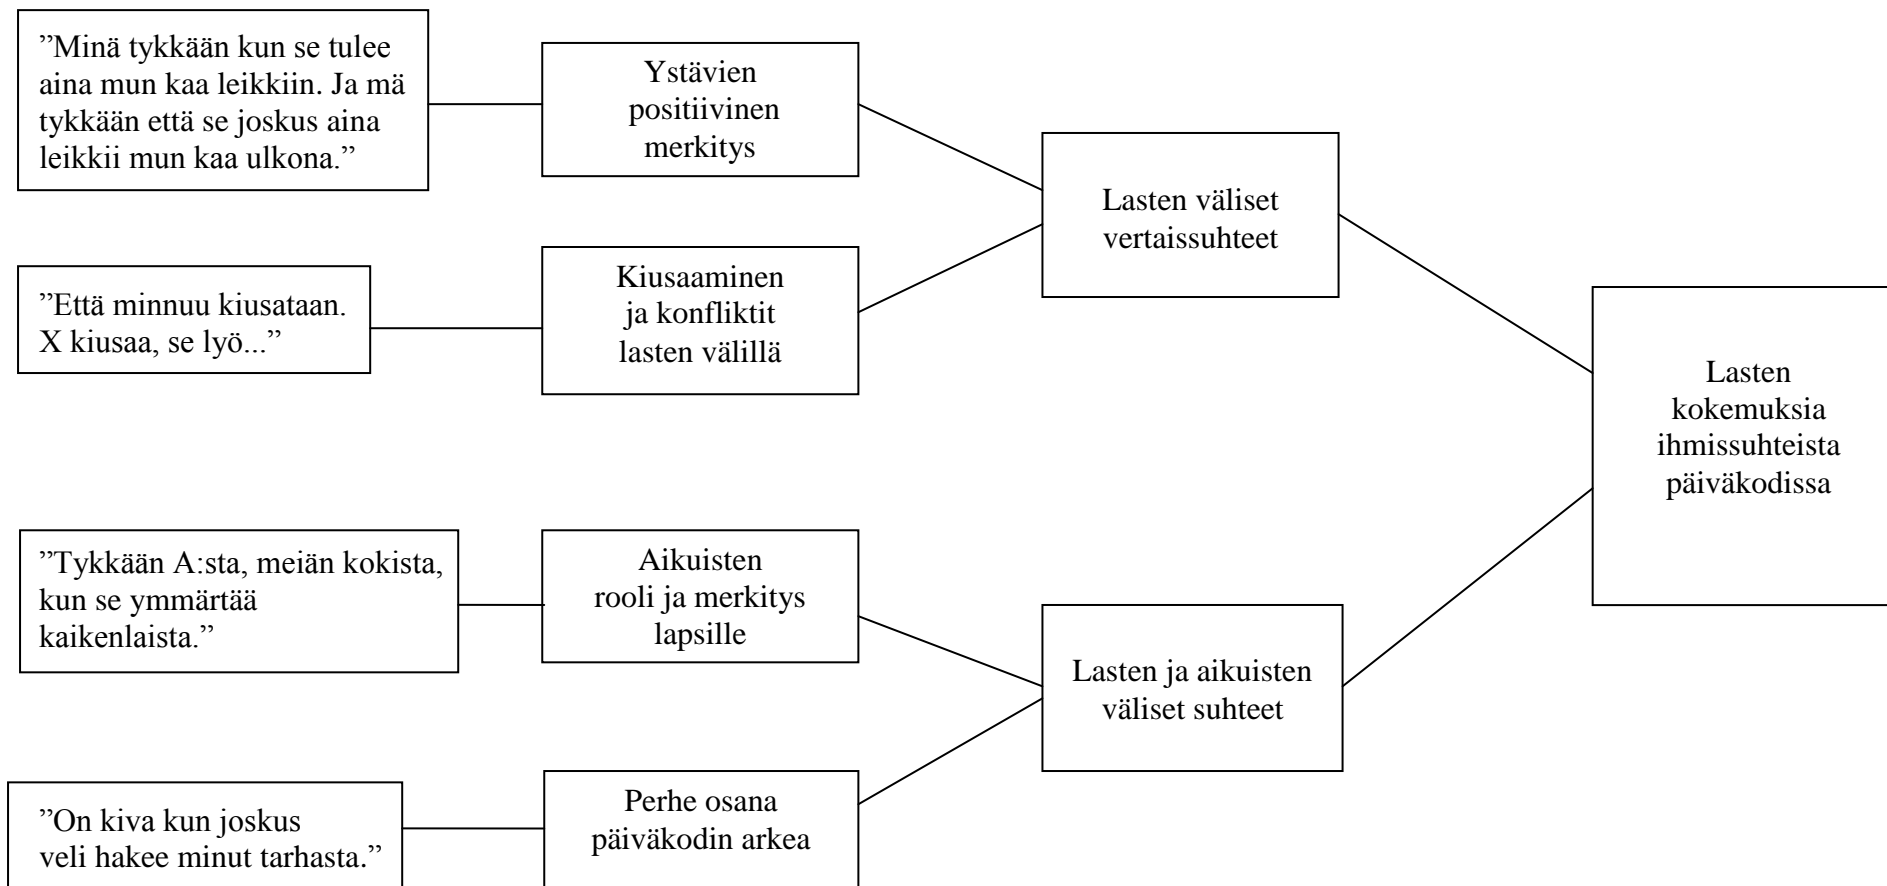 ”Minä tykkään kun se tulee
aina mun kaa leikkiin. Ja mä
tykkään että se joskus aina
leikkii mun kaa ulkona.”
Ystävien
positiivinen
merkitys
”Että minnuu kiusataan.
X kiusaa, se lyö...”
Kiusaaminen
ja konfliktit
lasten välillä
Lasten väliset
vertaissuhteet
”Tykkään A:sta, meiän kokista,
kun se ymmärtää
kaikenlaista.”
Aikuisten
rooli ja merkitys
lapsille
”On kiva kun joskus
veli hakee minut tarhasta.”
Perhe osana
päiväkodin arkea
Lasten ja aikuisten
väliset suhteet
Lasten
kokemuksia
ihmissuhteista
päiväkodissa